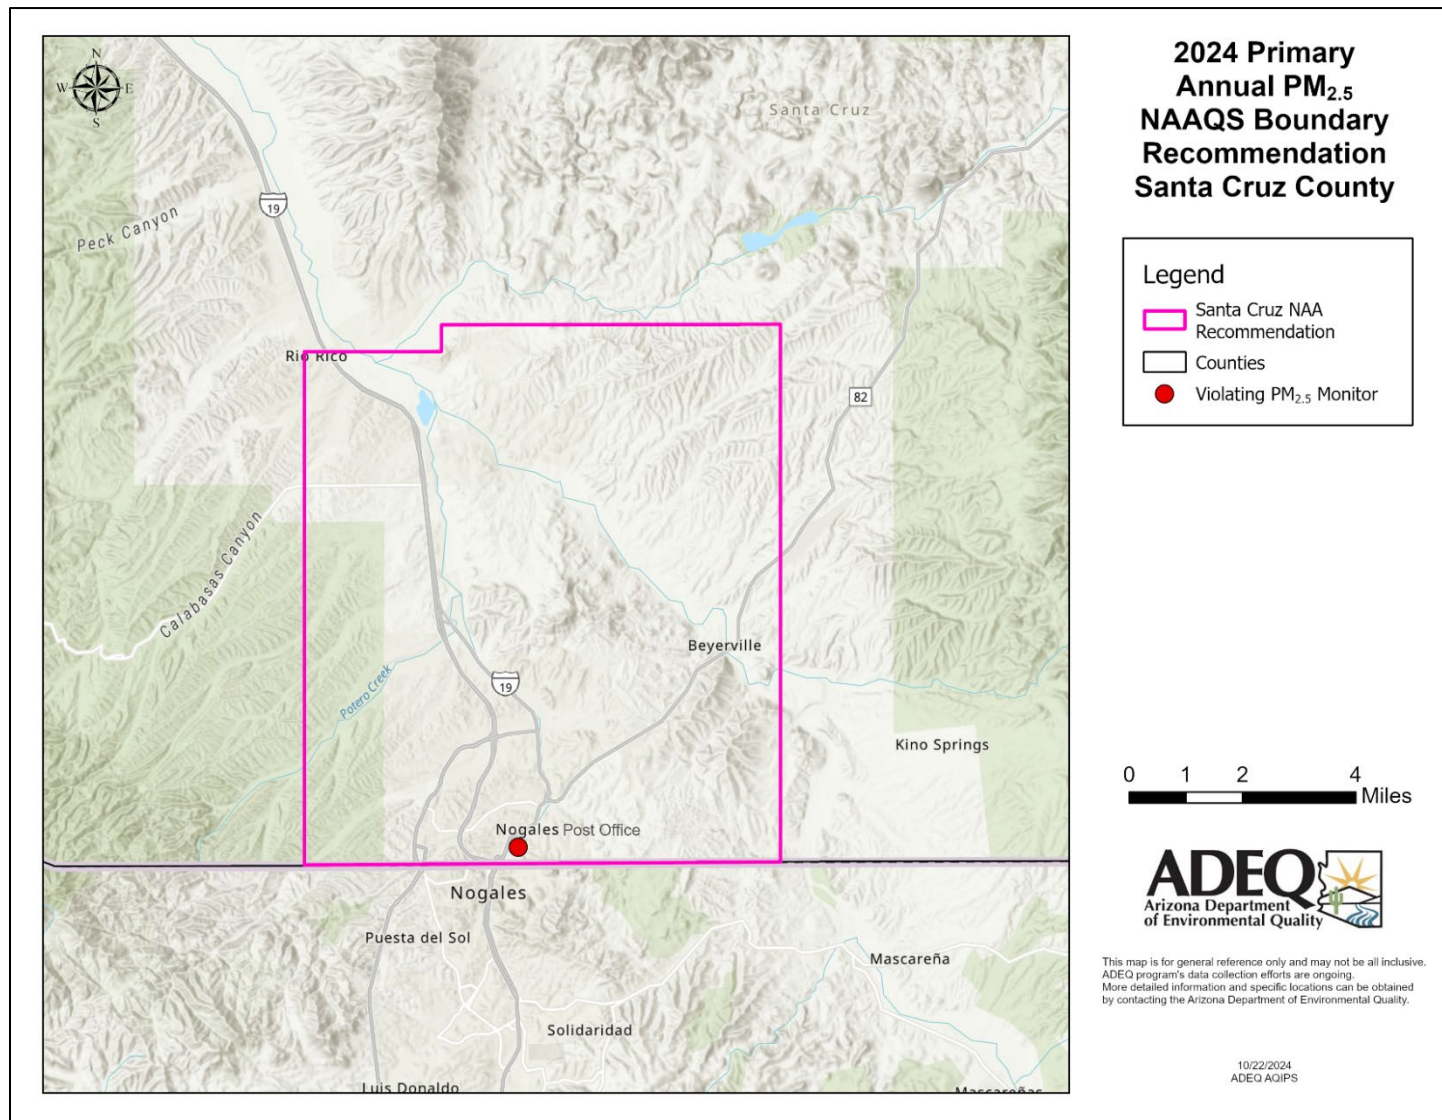 2024 Primary
Annual PM₂.₅
NAAQS Boundary
Recommendation
Santa Cruz County
Legend
Santa Cruz NAA
Recommendation
Counties
Violating PM₂.₅ Monitor
N
W E
S
Santa Cruz
19
Peck Canyon
Rio Rico
82
Calabasas Canyon
Beyerville
Potero Creek
19
Kino Springs
Nogales Post Office
Nogales
Puesta del Sol
Mascareña
Solidaridad
Luis Donaldo
Mascareñas
0 1 2 4
Miles
ADEQ
Arizona Department
of Environmental Quality
This map is for general reference only and may not be all inclusive.
ADEQ program's data collection efforts are ongoing.
More detailed information and specific locations can be obtained
by contacting the Arizona Department of Environmental Quality.
10/22/2024
ADEQ AQIPS